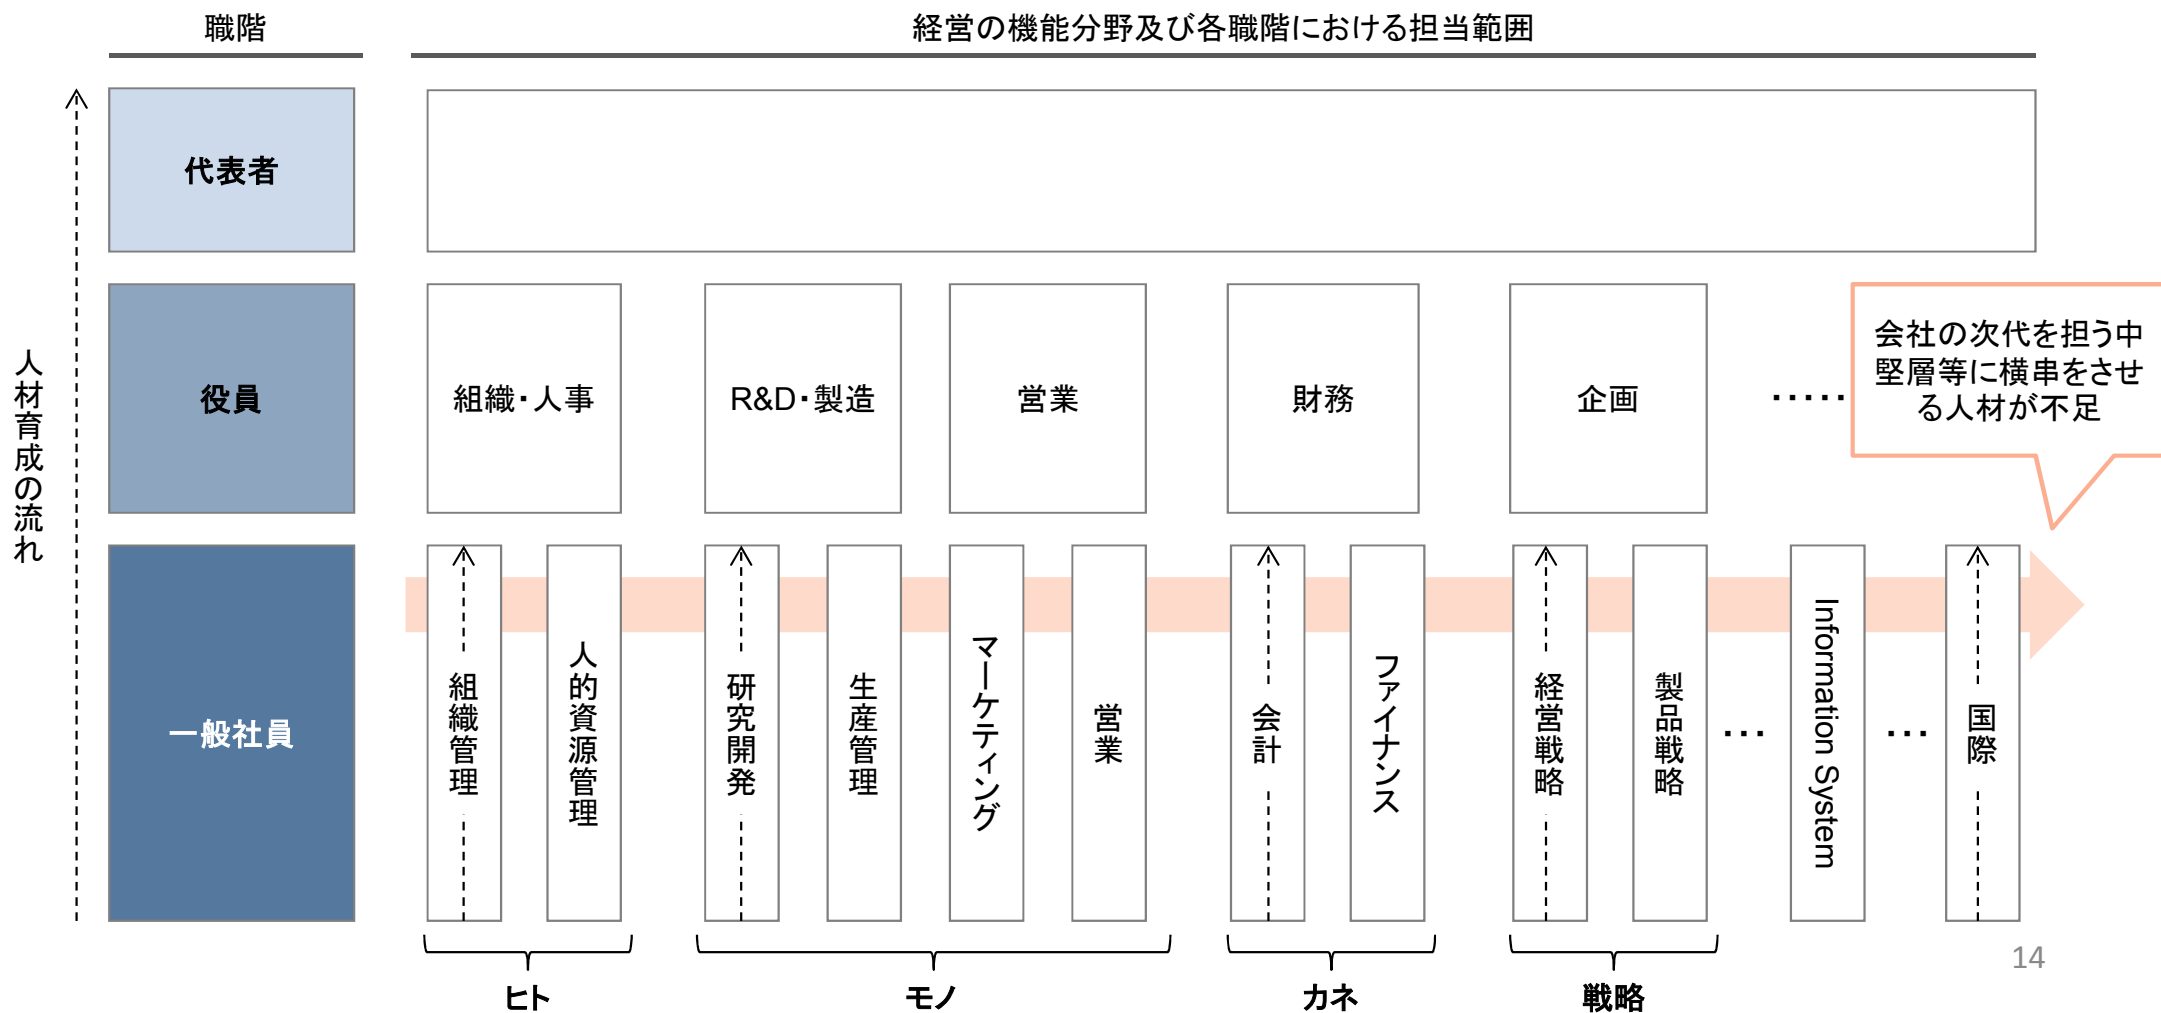 職階
経営の機能分野及び各職階における担当範囲
人材育成の流れ
代表者
役員
組織・人事
R&D・製造
営業
財務
企画
・・・・・
会社の次代を担う中
堅層等に横串をさせ
る人材が不足
一般社員
組織管理
人的資源管理
研究開発
生産管理
マーケティング
営業
会計
ファイナンス
経営戦略
製品戦略
・・・
Information System
・・・
国際
ヒト
モノ
カネ
戦略
14